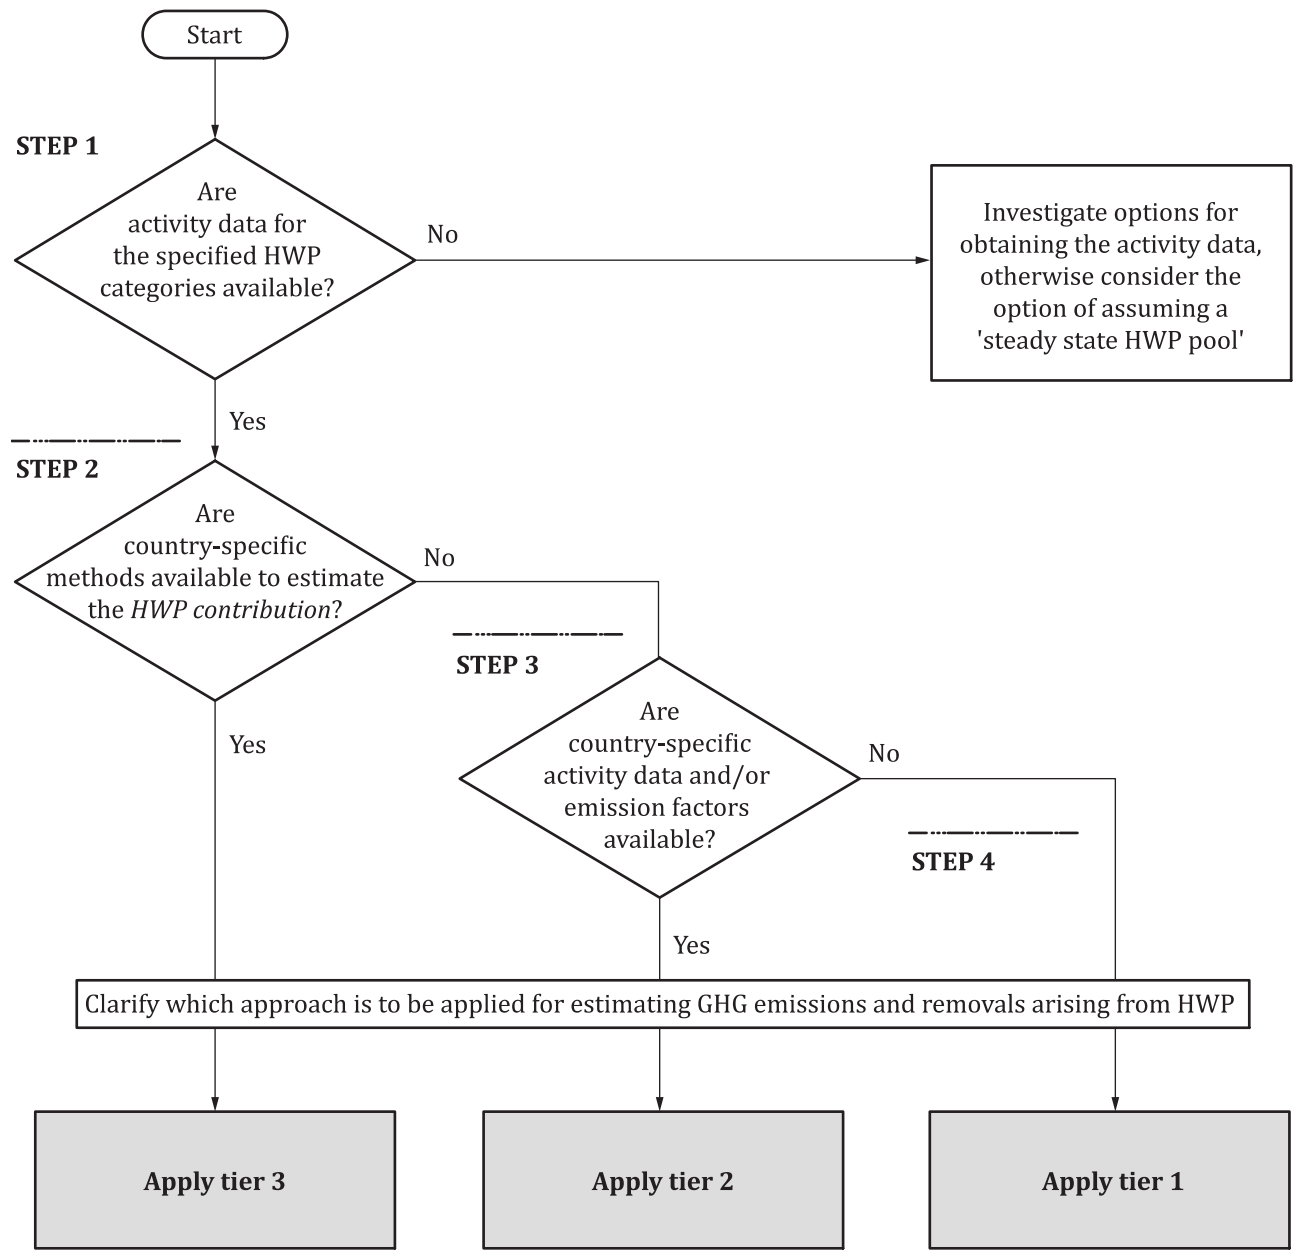 Start
STEP 1
Are
activity data for
the specified HWP
categories available?
No
Investigate options for
obtaining the activity data,
otherwise consider the
option of assuming a
'steady state HWP pool'
Yes
STEP 2
Are
country-specific
methods available to estimate
the HWP contribution?
No
STEP 3
Are
country-specific
activity data and/or
emission factors
available?
Yes
No
STEP 4
Yes
Clarify which approach is to be applied for estimating GHG emissions and removals arising from HWP
Apply tier 3
Apply tier 2
Apply tier 1